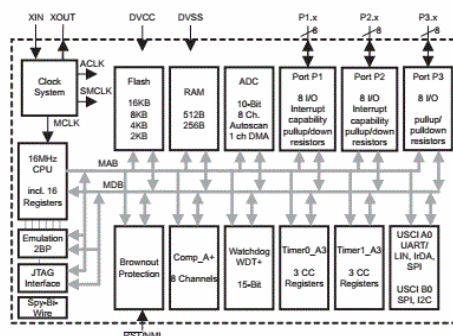 XIN XOUT DVCC DVSS P1.x P2.x P3.x
8 8 8
Clock
System
ACLK
SMCLK
MCLK
Flash
16KB
8KB
4KB
2KB
RAM
512B
256B
ADC
10-Bit
8 Ch.
Autoscan
1 ch DMA
Port P1
8 I/O
Interrupt
capability
pullup/down
resistors
Port P2
8 I/O
Interrupt
capability
pullup/down
resistors
Port P3
8 I/O
pullup/
pulldown
resistors
16MHz
CPU
incl. 16
Registers
MAB
MDB
Emulation
2BP
JTAG
Interface
Spy-Bi-
Wire
Brownout
Protection
RST/NMI
Comp_A+
8 Channels
Watchdog
WDT+
15-Bit
Timer0_A3
3 CC
Registers
Timer1_A3
3 CC
Registers
USCI A0
UART/
LIN, IrDA,
SPI
USCI B0
SPI, I2C